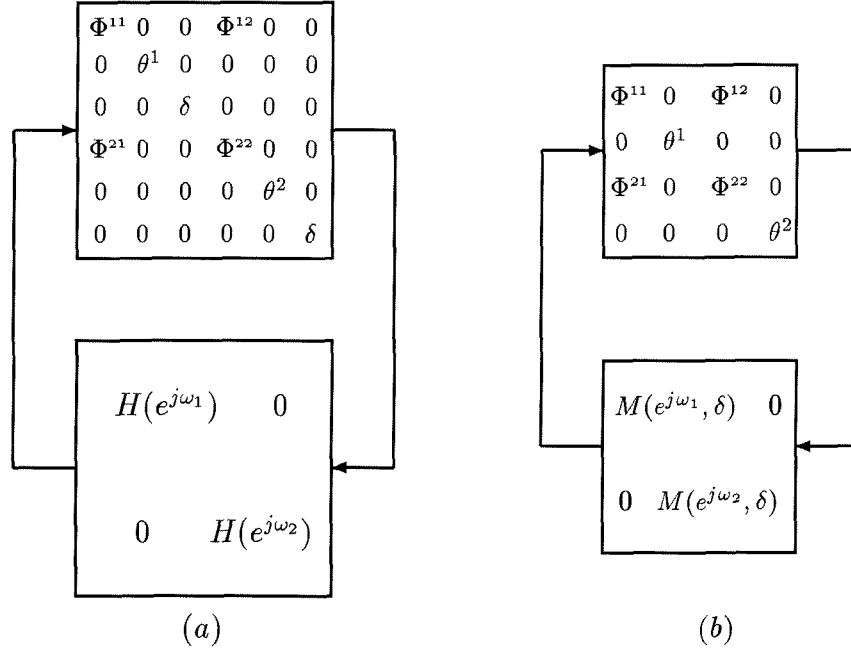 Φ¹¹ 0 0 Φ¹² 0 0
0 θ¹ 0 0 0 0
0 0 δ 0 0 0
Φ²¹ 0 0 Φ²² 0 0
0 0 0 0 θ² 0
0 0 0 0 0 δ
H(e^{jω₁}) 0
0 H(e^{jω₂})
(a)
Φ¹¹ 0 Φ¹² 0
0 θ¹ 0 0
Φ²¹ 0 Φ²² 0
0 0 0 θ²
M(e^{jω₁}, δ) 0
0 M(e^{jω₂}, δ)
(b)